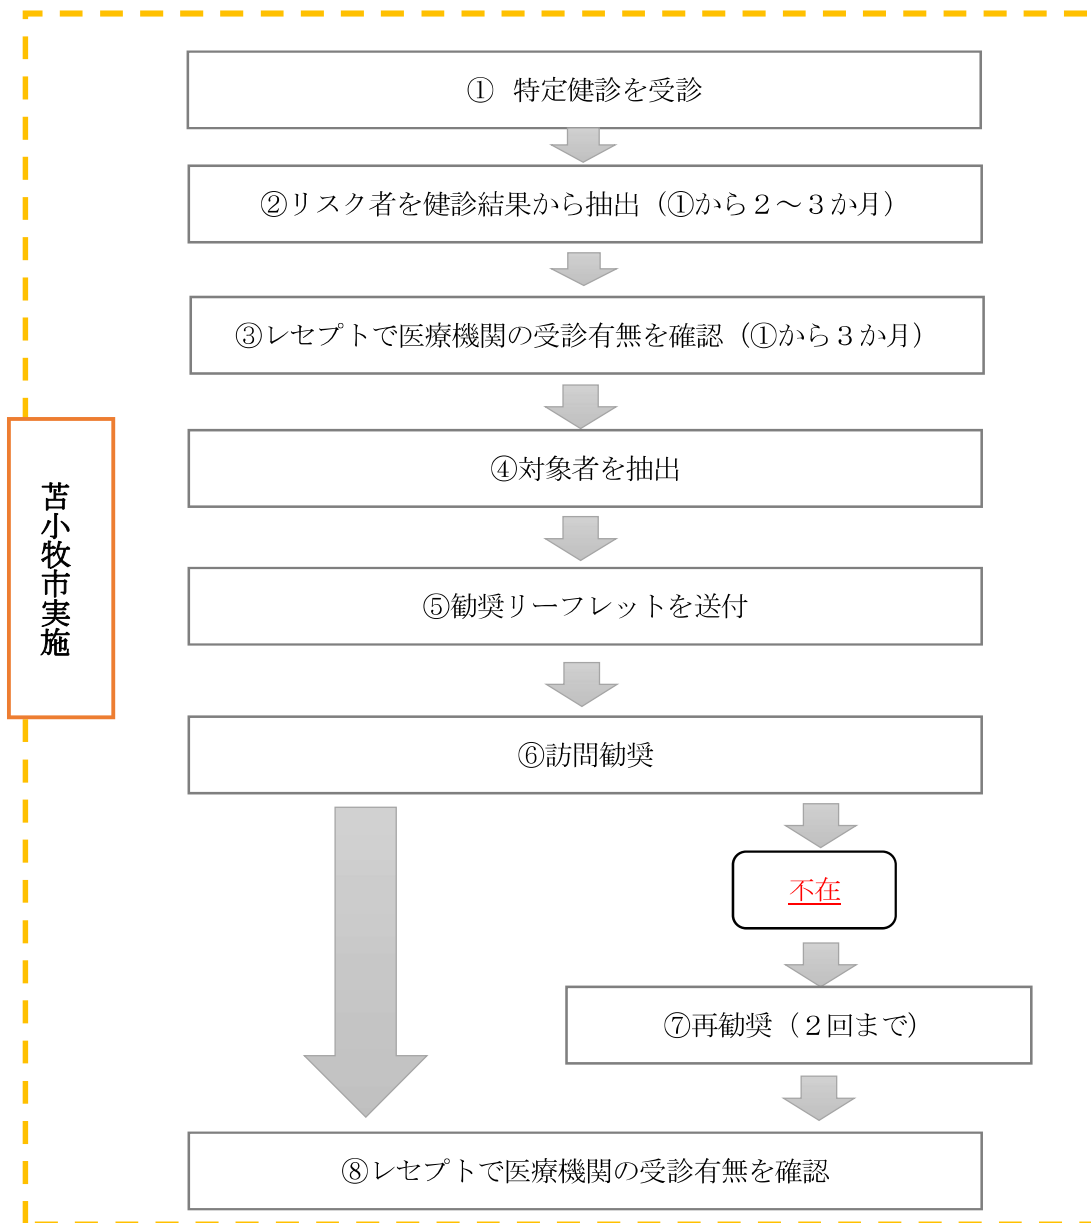 ① 特定健診を受診
②リスク者を健診結果から抽出（①から２～３か月）
③レセプトで医療機関の受診有無を確認（①から３か月）
④対象者を抽出
苫小牧市実施
⑤勧奨リーフレットを送付
⑥訪問勧奨
不在
⑦再勧奨（２回まで）
⑧レセプトで医療機関の受診有無を確認